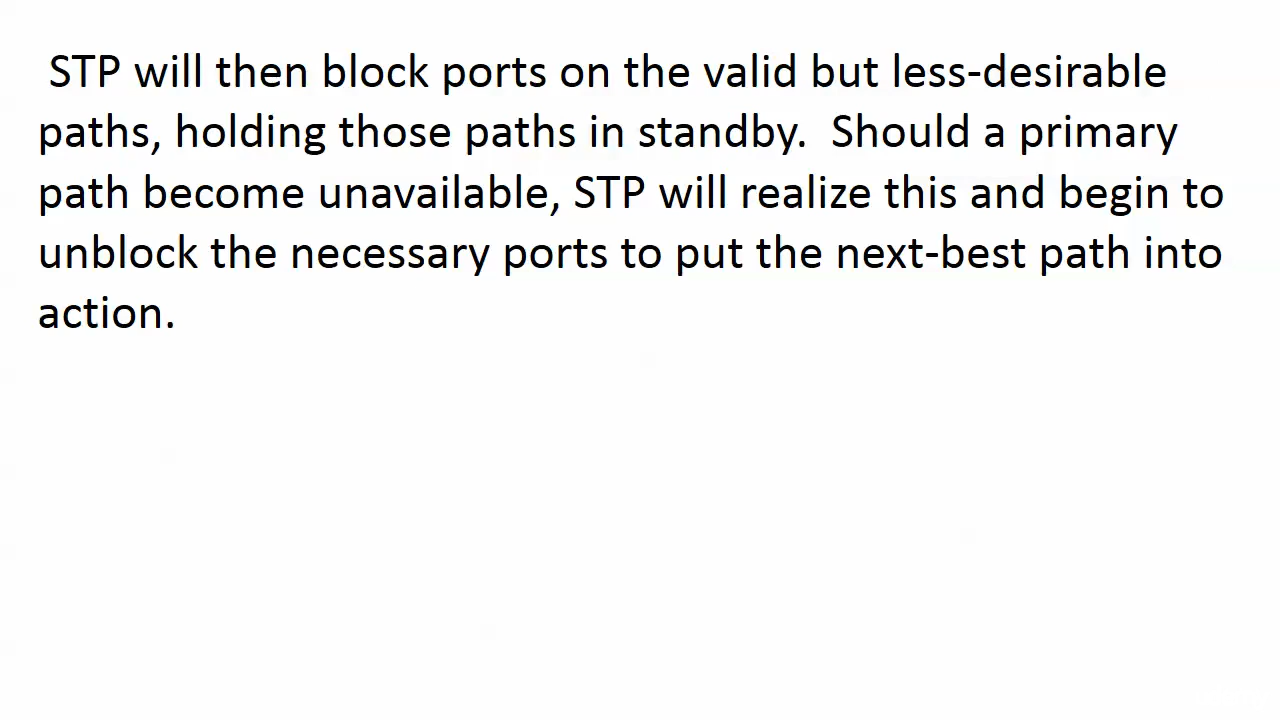 STP will then block ports on the valid but less-desirable
paths, holding those paths in standby.  Should a primary
path become unavailable, STP will realize this and begin to
unblock the necessary ports to put the next-best path into
action.